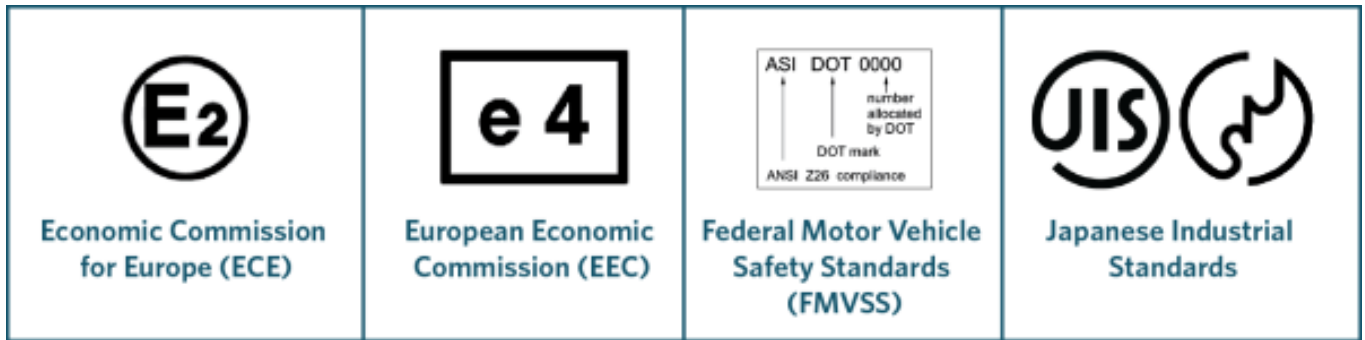 E2
Economic Commission
for Europe (ECE)
e 4
European Economic
Commission (EEC)
ASI DOT 0000
number
allocated
by DOT
DOT mark
ANSI Z26 compliance
Federal Motor Vehicle
Safety Standards
(FMVSS)
JIS
Japanese Industrial
Standards